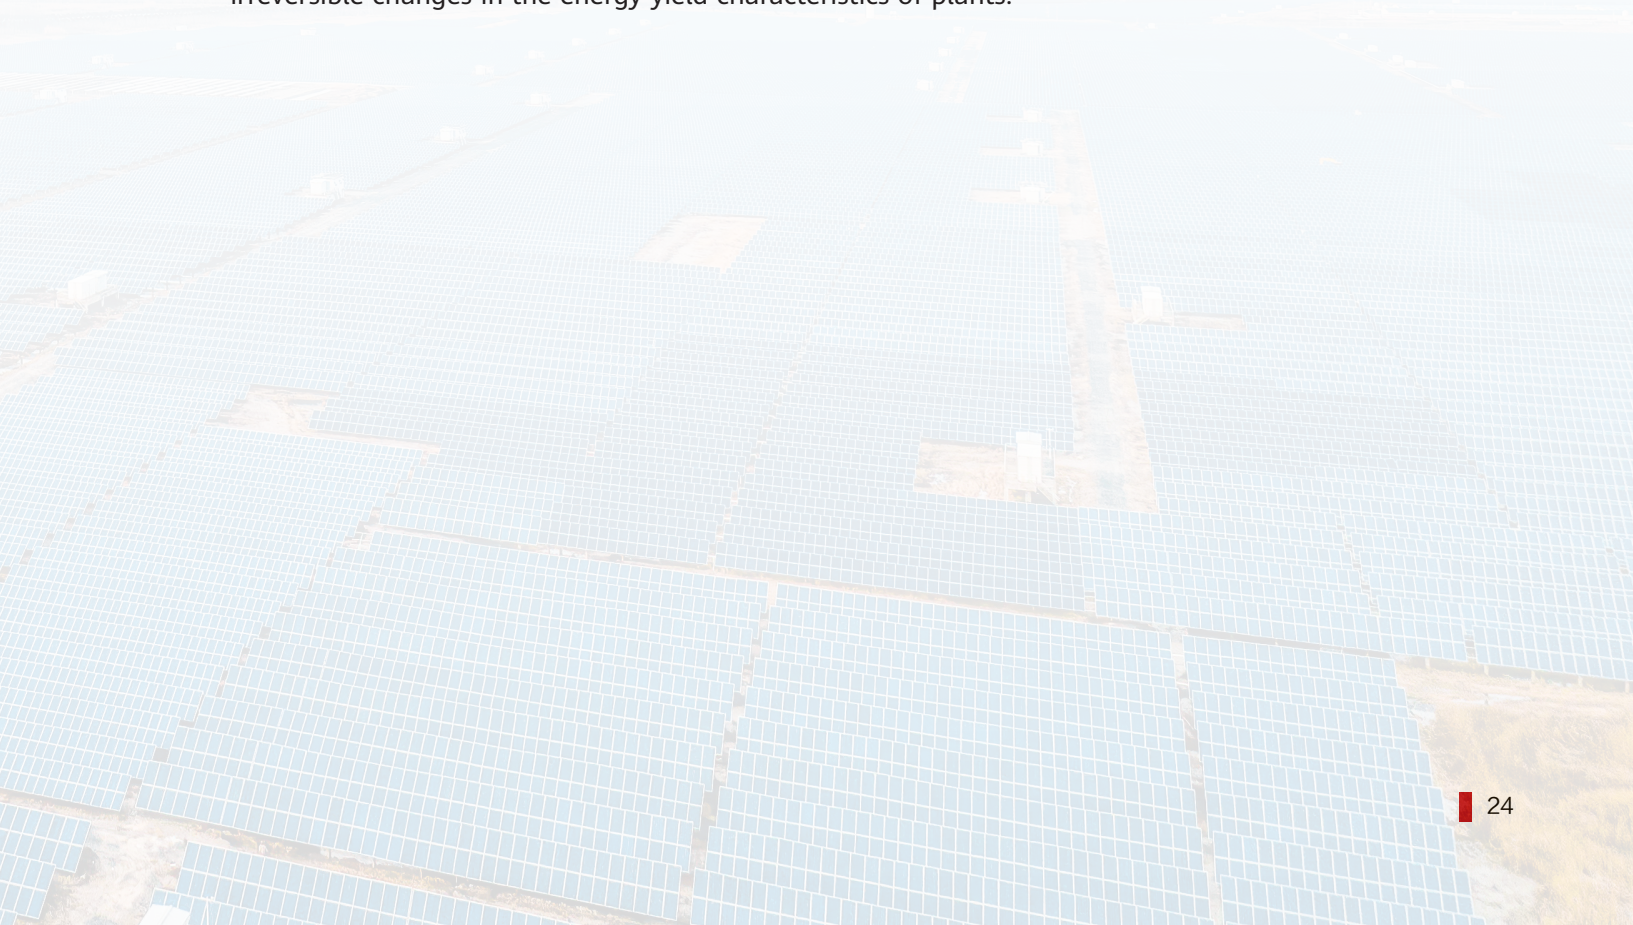 irreversible changes in the energy yield characteristics of plants.
24